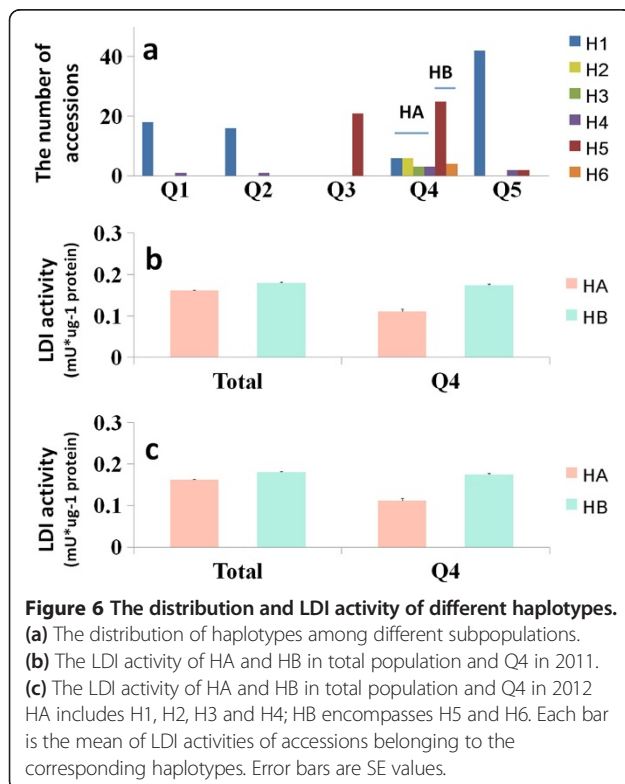 a
The number of
accessions
40
20
0
HA
HB
Q1 Q2 Q3 Q4 Q5
H1
H2
H3
H4
H5
H6
b
LDI activity
(mU*ug-1 protein)
0.3
0.2
0.1
0
Total Q4
HA
HB
c
LDI activity
(mU*ug-1 protein)
0.3
0.2
0.1
0
Total Q4
HA
HB
Figure 6 The distribution and LDI activity of different haplotypes.
(a) The distribution of haplotypes among different subpopulations.
(b) The LDI activity of HA and HB in total population and Q4 in 2011.
(c) The LDI activity of HA and HB in total population and Q4 in 2012
HA includes H1, H2, H3 and H4; HB encompasses H5 and H6. Each bar
is the mean of LDI activities of accessions belonging to the
corresponding haplotypes. Error bars are SE values.